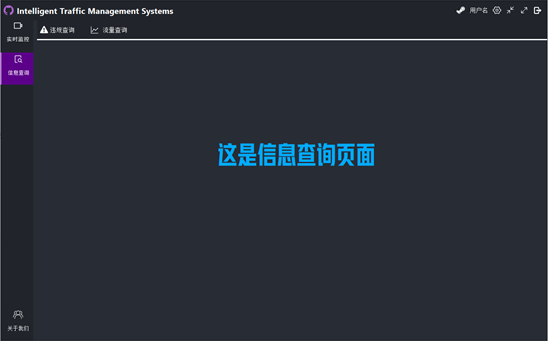 Intelligent Traffic Management Systems
用户名
实时监控
违规查询
流量查询
信息查询
这是信息查询页面
关于我们